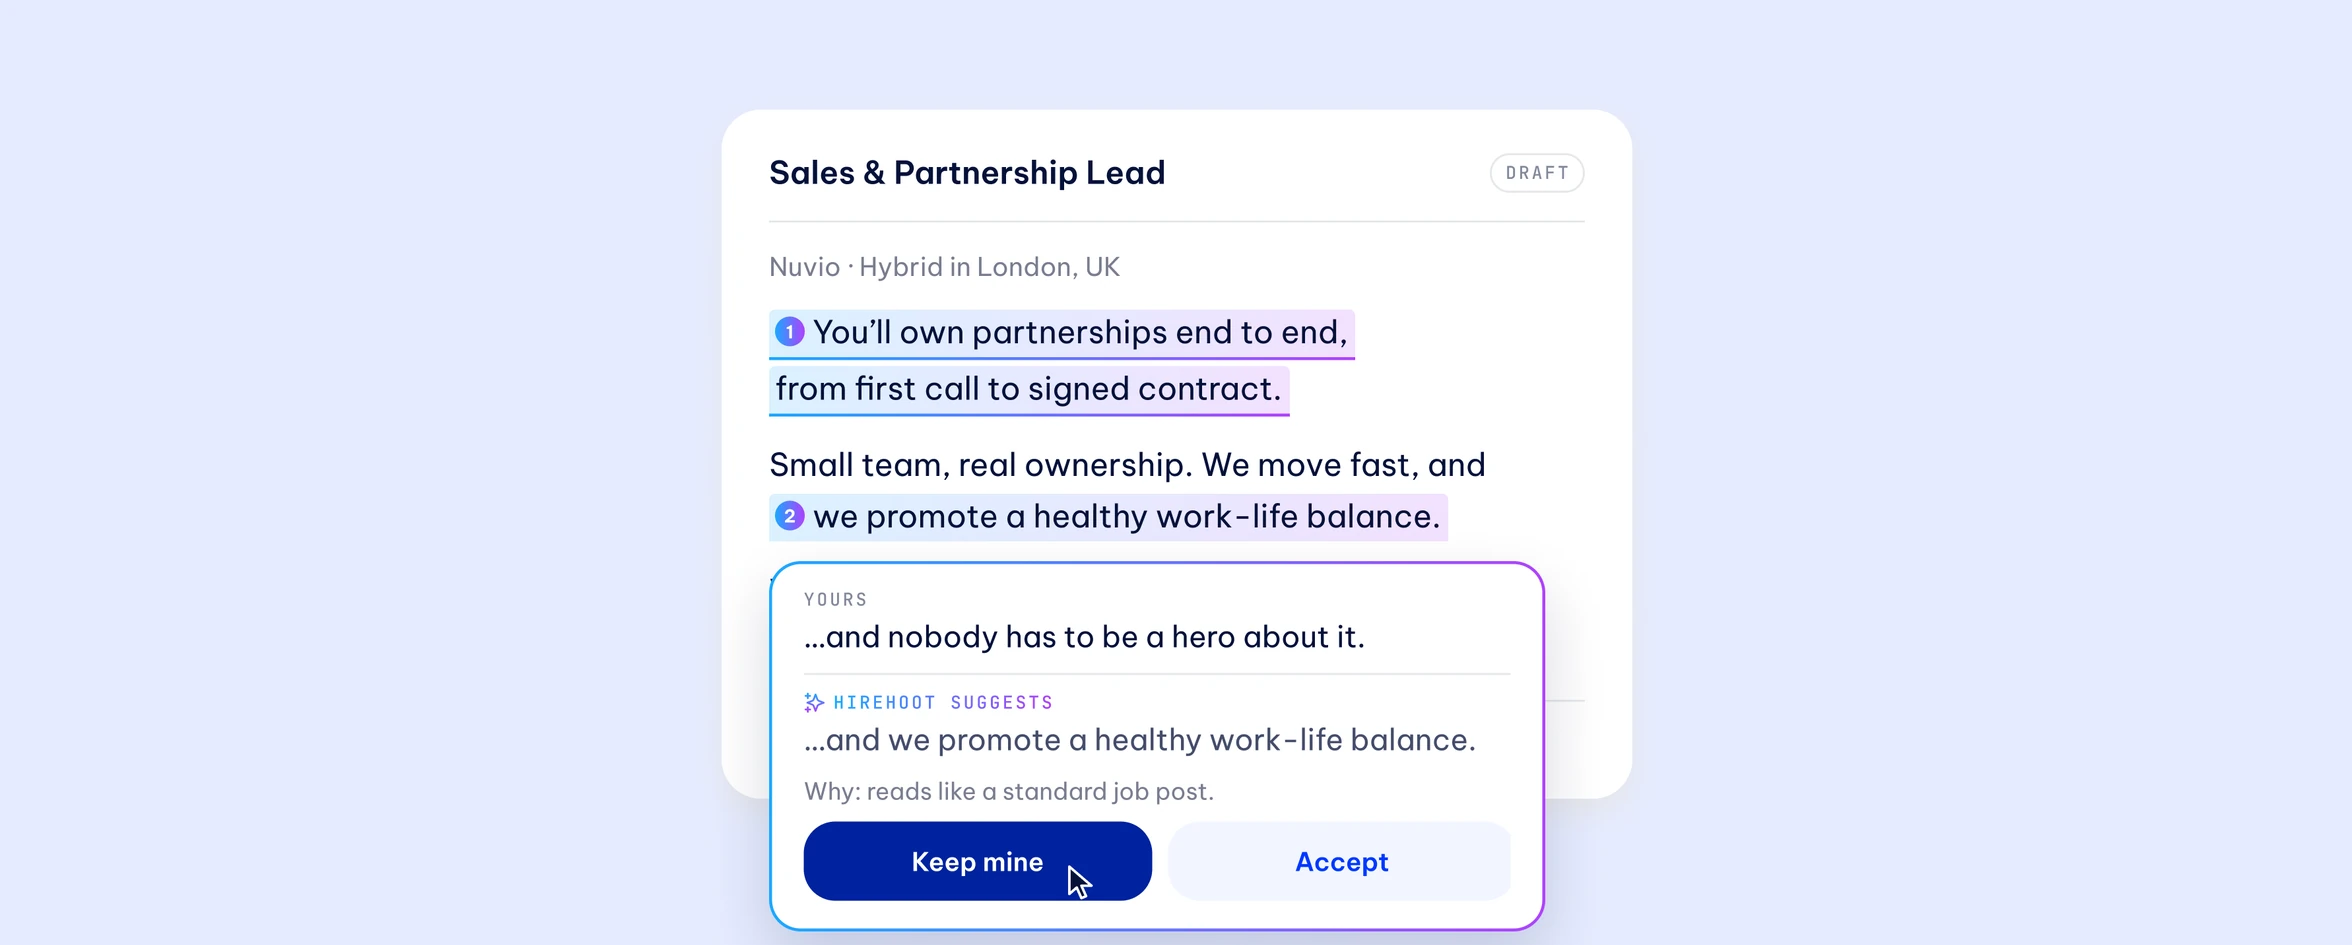 Sales & Partnership Lead
DRAFT
Nuvio · Hybrid in London, UK
1 You’ll own partnerships end to end,
from first call to signed contract.
Small team, real ownership. We move fast, and
2 we promote a healthy work-life balance.
YOURS
...and nobody has to be a hero about it.
HIREHOOT SUGGESTS
...and we promote a healthy work-life balance.
Why: reads like a standard job post.
Keep mine
Accept